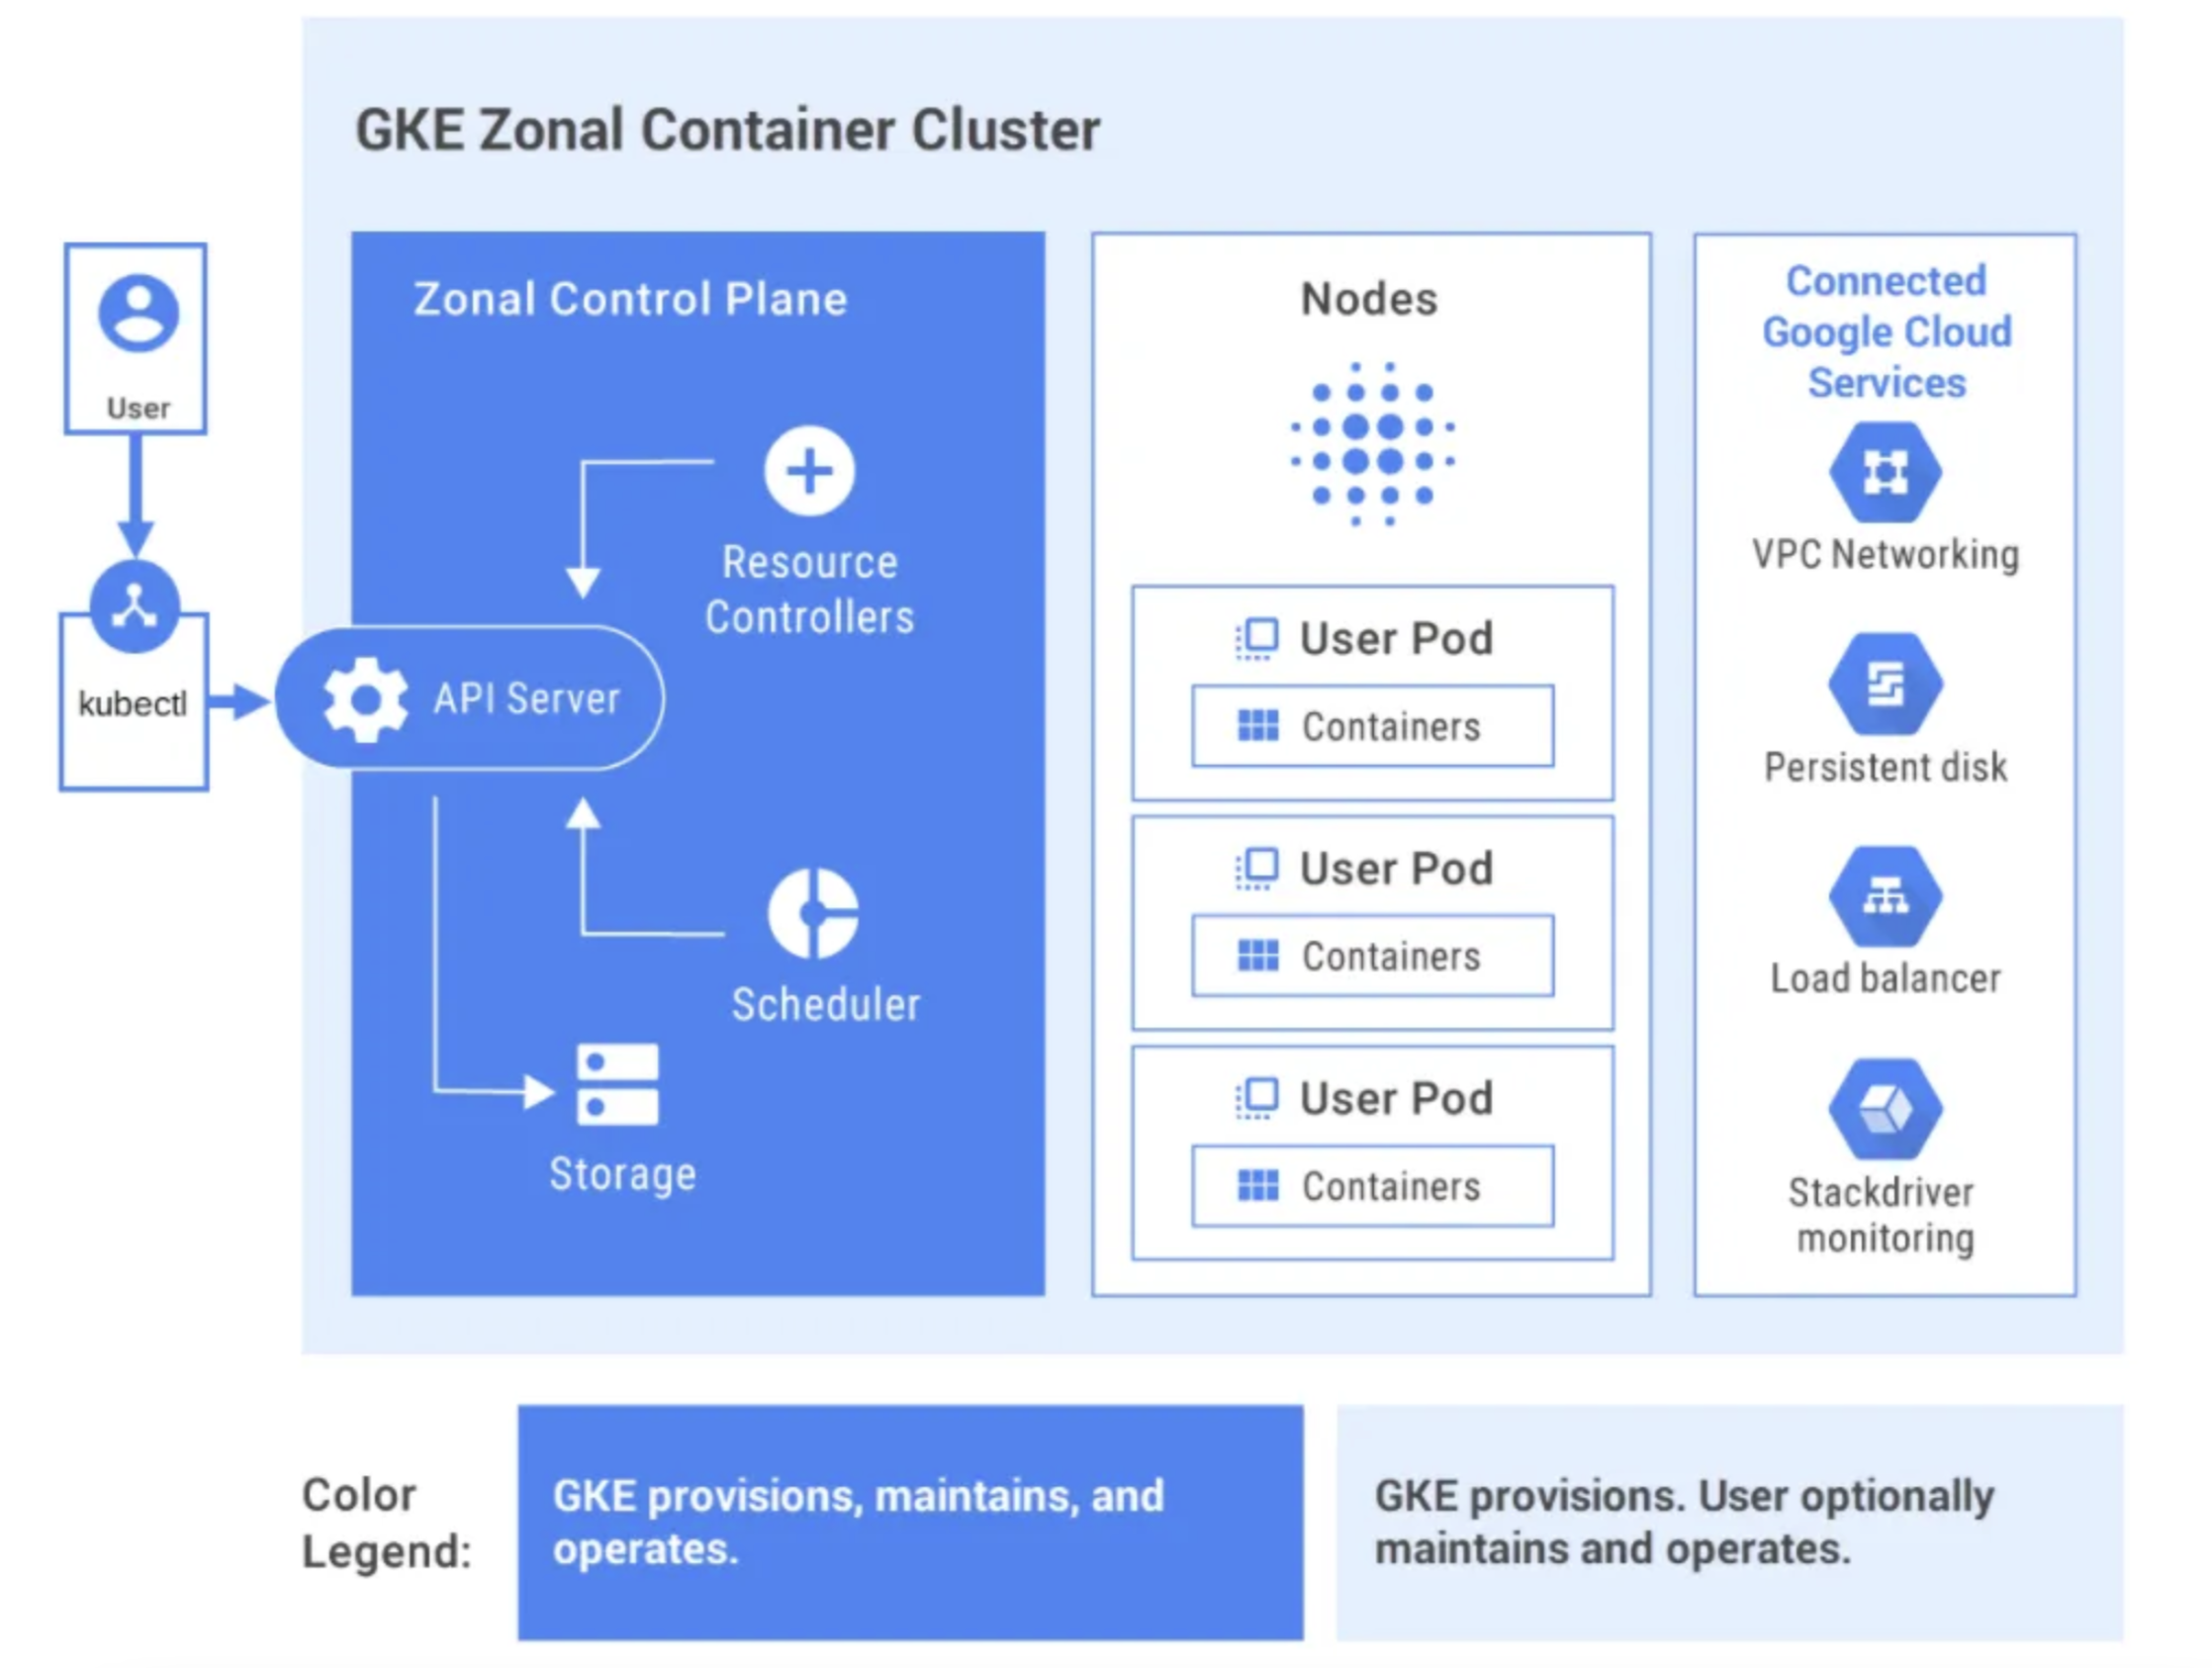 GKE Zonal Container Cluster
User
kubectl
Zonal Control Plane
Resource
Controllers
API Server
Scheduler
Storage
Nodes
User Pod
Containers
User Pod
Containers
User Pod
Containers
Connected
Google Cloud
Services
VPC Networking
Persistent disk
Load balancer
Stackdriver
monitoring
Color
Legend:
GKE provisions, maintains, and
operates.
GKE provisions. User optionally
maintains and operates.